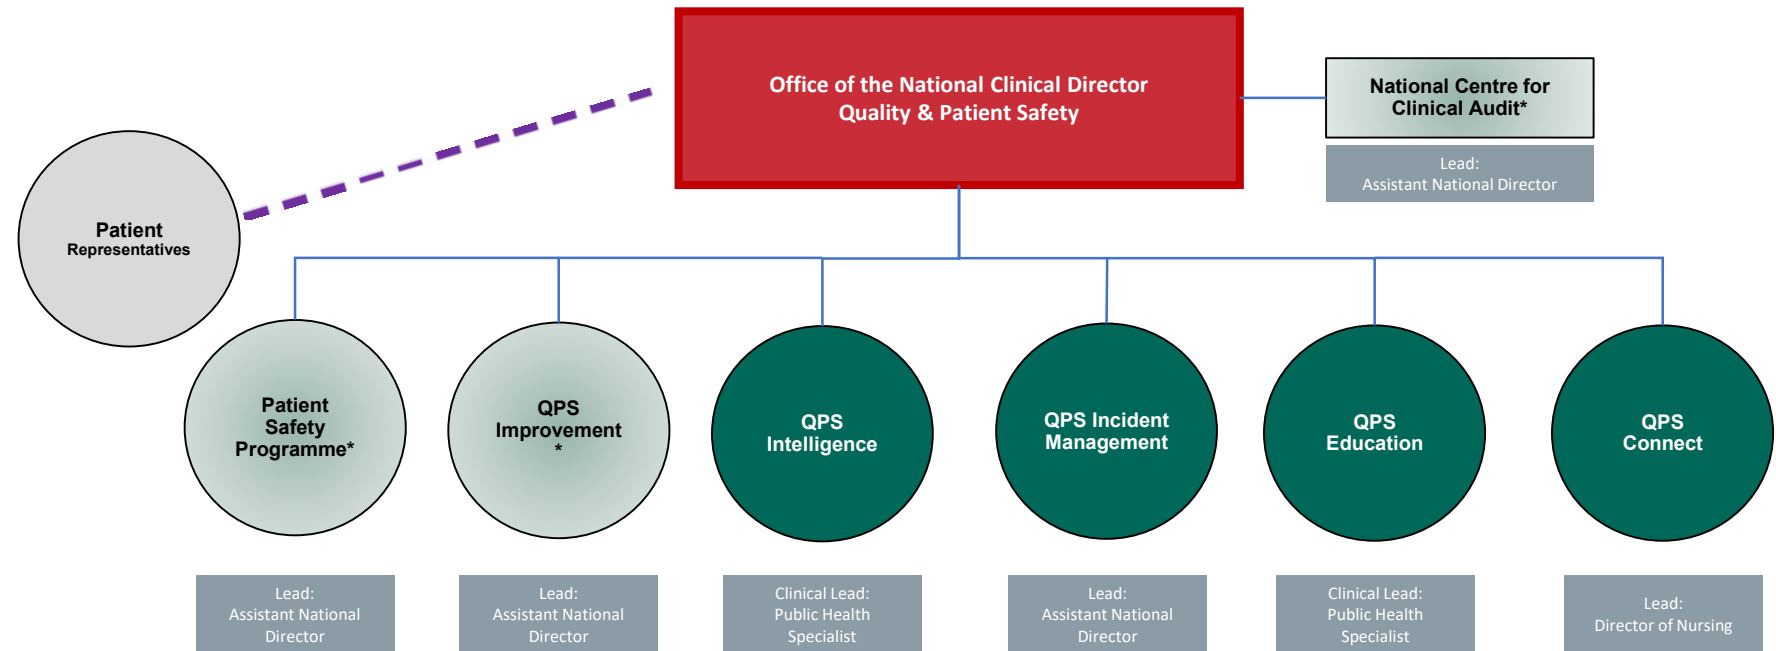 Office of the National Clinical Director
Quality & Patient Safety
National Centre for
Clinical Audit*
Lead:
Assistant National Director
Patient
Representatives
Patient
Safety
Programme*
QPS
Improvement
*
QPS
Intelligence
QPS Incident
Management
QPS
Education
QPS
Connect
Lead:
Assistant National
Director
Lead:
Assistant National
Director
Clinical Lead:
Public Health
Specialist
Lead:
Assistant National
Director
Clinical Lead:
Public Health
Specialist
Lead:
Director of Nursing